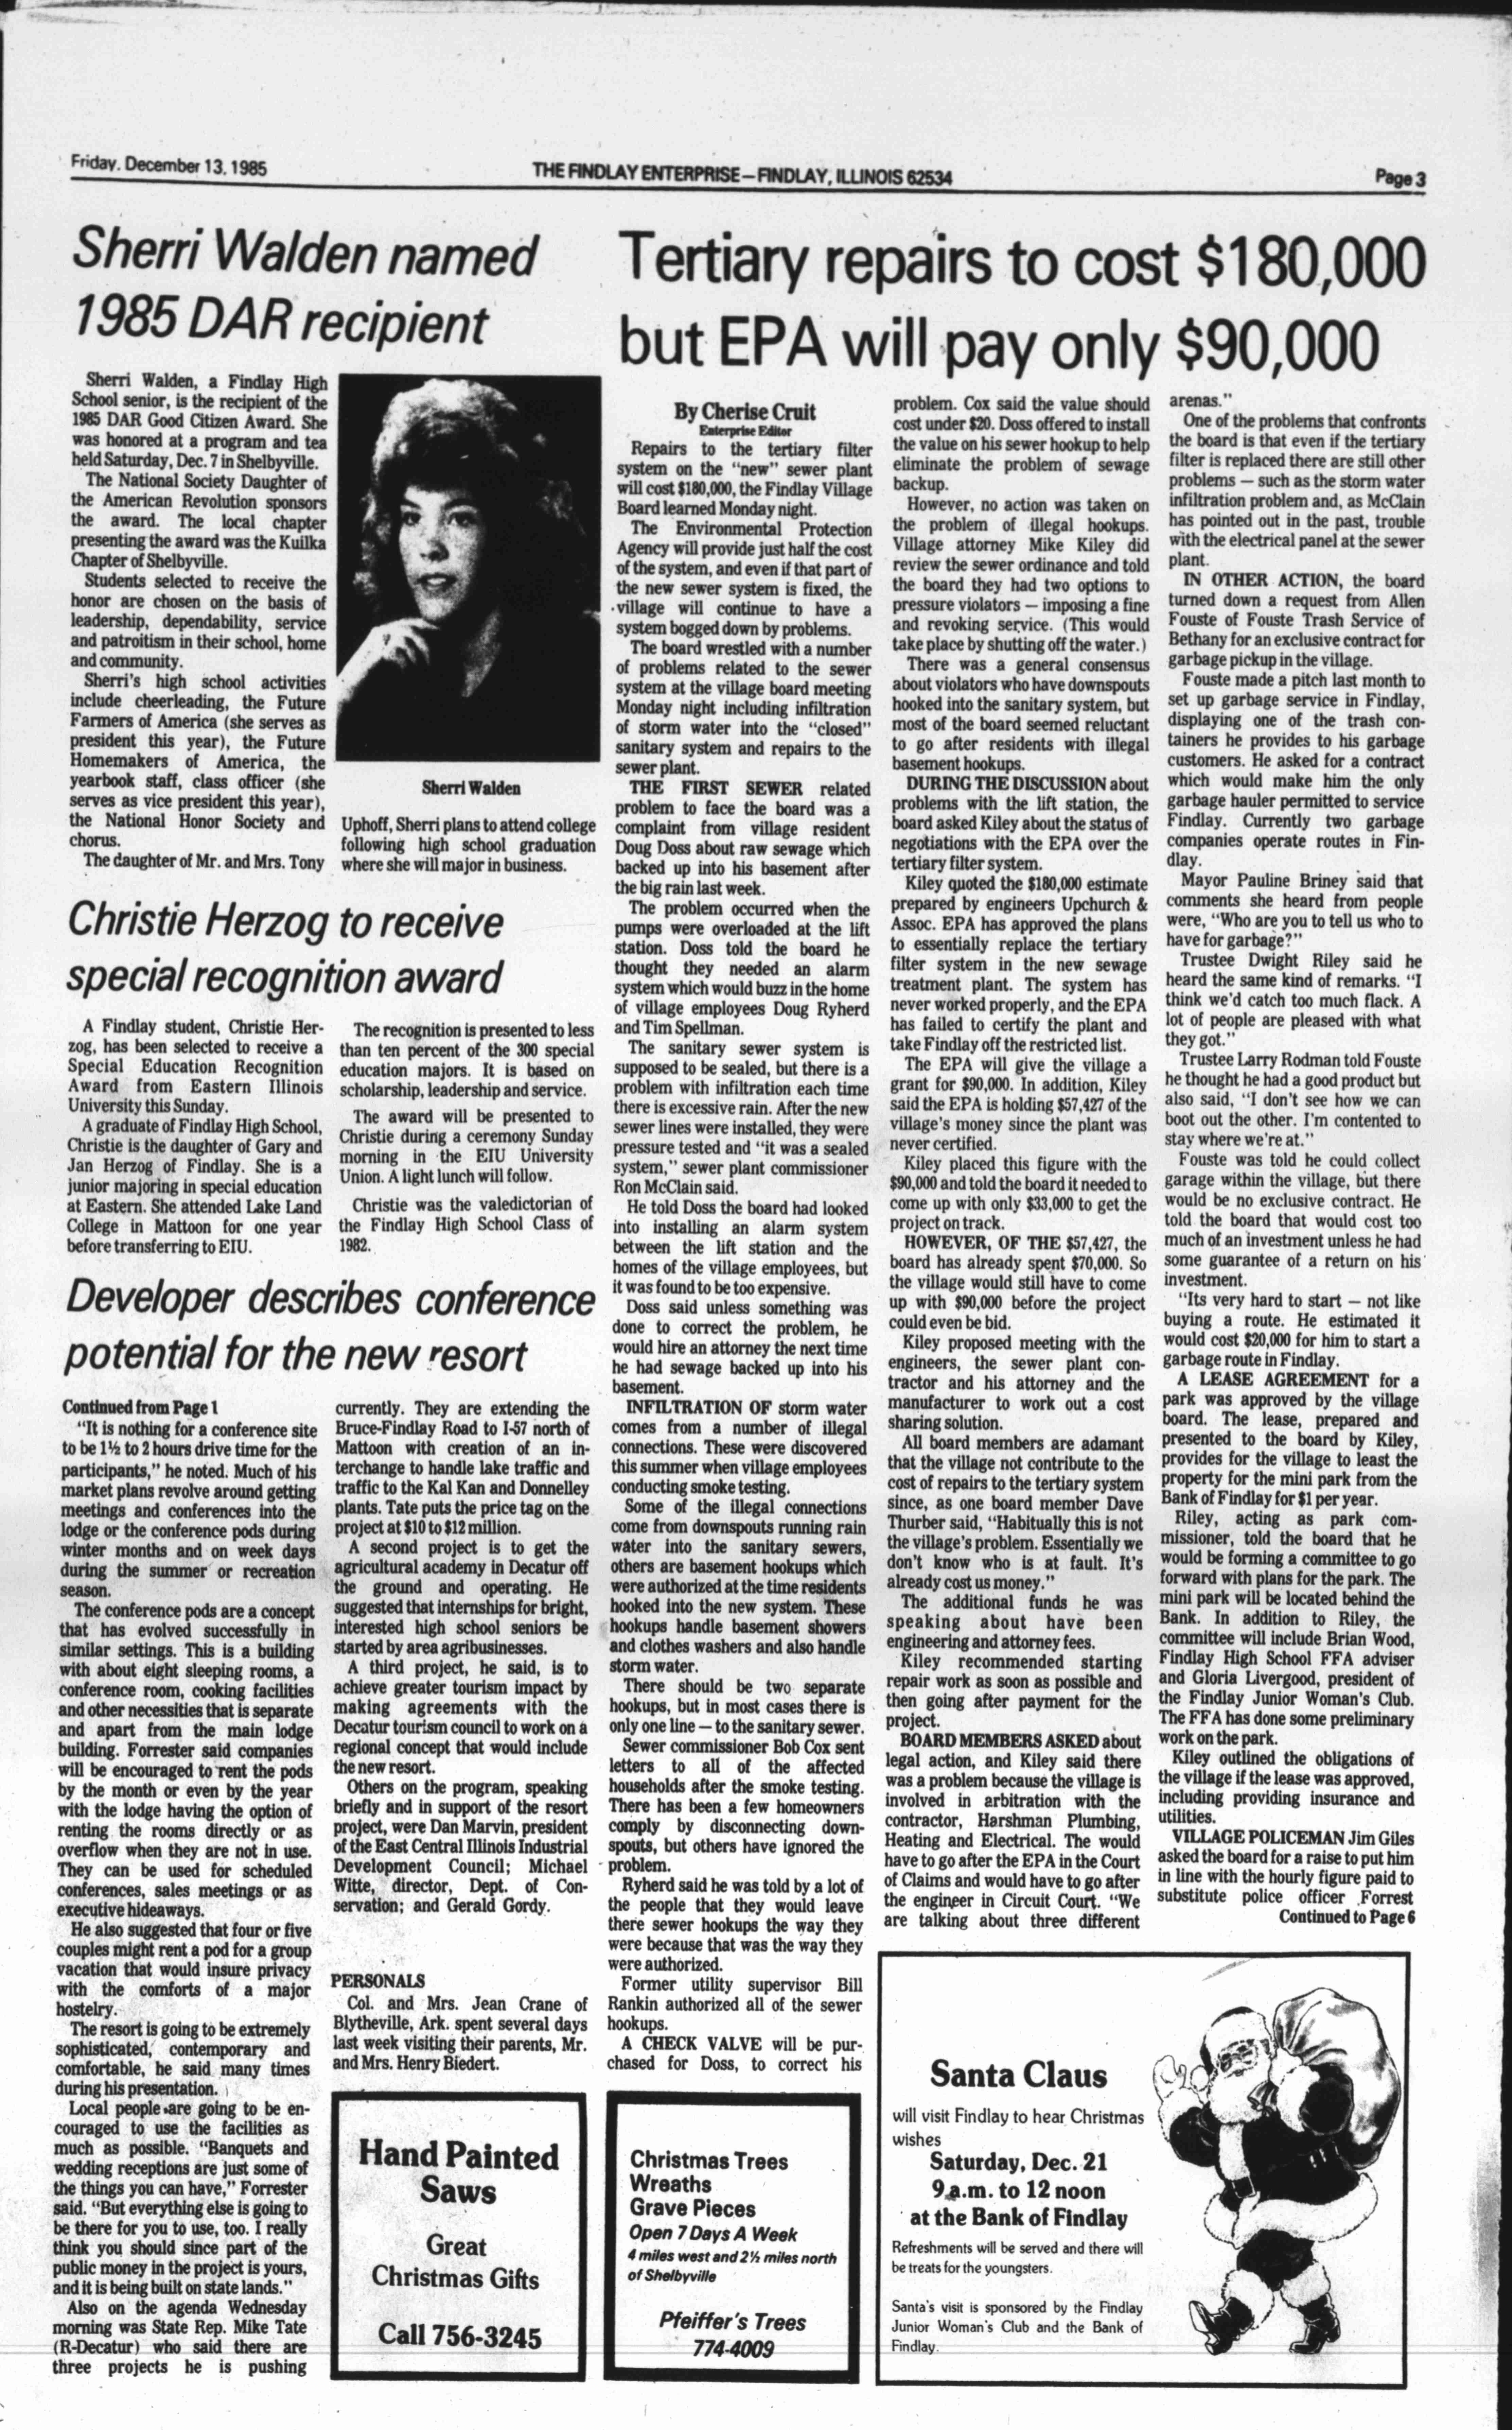 Friday, December 13, 1985
THE FINDLAY ENTERPRISE — FINDLAY, ILLINOIS 62534
Page 3
Sherri Walden named
1985 DAR recipient
Sherri Walden, a Findlay High
School senior, is the recipient of the
1985 DAR Good Citizen Award. She
was honored at a program and tea
held Saturday, Dec. 7 in Shelbyville.
The National Society Daughter of
the American Revolution sponsors
the award. The local chapter
presenting the award was the Kuilka
Chapter of Shelbyville.
Students selected to receive the
honor are chosen on the basis of
leadership, dependability, service
and patroitism in their school, home
and community.
Sherri's high school activities
include cheerleading, the Future
Farmers of America (she serves as
president this year), the Future
Homemakers of America, the
yearbook staff, class officer (she
serves as vice president this year),
the National Honor Society and
chorus.
The daughter of Mr. and Mrs. Tony
Sherri Walden
Uphoff, Sherri plans to attend college
following high school graduation
where she will major in business.
Christie Herzog to receive
special recognition award
A Findlay student, Christie Her-
zog, has been selected to receive a
Special Education Recognition
Award from Eastern Illinois
University this Sunday.
A graduate of Findlay High School,
Christie is the daughter of Gary and
Jan Herzog of Findlay. She is a
junior majoring in special education
at Eastern. She attended Lake Land
College in Mattoon for one year
before transferring to EIU.
The recognition is presented to less
than ten percent of the 300 special
education majors. It is based on
scholarship, leadership and service.
The award will be presented to
Christie during a ceremony Sunday
morning in the EIU University
Union. A light lunch will follow.
Christie was the valedictorian of
the Findlay High School Class of
1982.
Developer describes conference
potential for the new resort
Continued from Page 1
"It is nothing for a conference site
to be 1½ to 2 hours drive time for the
participants," he noted. Much of his
market plans revolve around getting
meetings and conferences into the
lodge or the conference pods during
winter months and on week days
during the summer or recreation
season.
The conference pods are a concept
that has evolved successfully in
similar settings. This is a building
with about eight sleeping rooms, a
conference room, cooking facilities
and other necessities that is separate
and apart from the main lodge
building. Forrester said companies
will be encouraged to rent the pods
by the month or even by the year
with the lodge having the option of
renting the rooms directly or as
overflow when they are not in use.
They can be used for scheduled
conferences, sales meetings or as
executive hideaways.
He also suggested that four or five
couples might rent a pod for a group
vacation that would insure privacy
with the comforts of a major
hostelry.
The resort is going to be extremely
sophisticated, contemporary and
comfortable, he said many times
during his presentation.
Local people are going to be en-
couraged to use the facilities as
much as possible. "Banquets and
wedding receptions are just some of
the things you can have," Forrester
said. "But everything else is going to
be there for you to use, too. I really
think you should since part of the
public money in the project is yours,
and it is being built on state lands."
Also on the agenda Wednesday
morning was State Rep. Mike Tate
(R-Decatur) who said there are
three projects he is pushing
currently. They are extending the
Bruce-Findlay Road to I-57 north of
Mattoon with creation of an in-
terchange to handle lake traffic and
traffic to the Kal Kan and Donnelley
plants. Tate puts the price tag on the
project at $10 to $12 million.
A second project is to get the
agricultural academy in Decatur off
the ground and operating. He
suggested that internships for bright,
interested high school seniors be
started by area agribusinesses.
A third project, he said, is to
achieve greater tourism impact by
making agreements with the
Decatur tourism council to work on a
regional concept that would include
the new resort.
Others on the program, speaking
briefly and in support of the resort
project, were Dan Marvin, president
of the East Central Illinois Industrial
Development Council; Michael
Witte, director, Dept. of Con-
servation; and Gerald Gordy.
PERSONALS
Col. and Mrs. Jean Crane of
Blytheville, Ark. spent several days
last week visiting their parents, Mr.
and Mrs. Henry Biedert.
Hand Painted
Saws
Great
Christmas Gifts
Call 756-3245
Tertiary repairs to cost $180,000
but EPA will pay only $90,000
By Cherise Cruit
Enterprise Editor
Repairs to the tertiary filter
system on the "new" sewer plant
will cost $180,000, the Findlay Village
Board learned Monday night.
The Environmental Protection
Agency will provide just half the cost
of the system, and even if that part of
the new sewer system is fixed, the
village will continue to have a
system bogged down by problems.
The board wrestled with a number
of problems related to the sewer
system at the village board meeting
Monday night including infiltration
of storm water into the "closed"
sanitary system and repairs to the
sewer plant.
THE FIRST SEWER related
problem to face the board was a
complaint from village resident
Doug Doss about raw sewage which
backed up into his basement after
the big rain last week.
The problem occurred when the
pumps were overloaded at the lift
station. Doss told the board he
thought they needed an alarm
system which would buzz in the home
of village employees Doug Ryherd
and Tim Spellman.
The sanitary sewer system is
supposed to be sealed, but there is a
problem with infiltration each time
there is excessive rain. After the new
sewer lines were installed, they were
pressure tested and "it was a sealed
system," sewer plant commissioner
Ron McClain said.
He told Doss the board had looked
into installing an alarm system
between the lift station and the
homes of the village employees, but
it was found to be too expensive.
Doss said unless something was
done to correct the problem, he
would hire an attorney the next time
he had sewage backed up into his
basement.
INFILTRATION OF storm water
comes from a number of illegal
connections. These were discovered
this summer when village employees
conducting smoke testing.
Some of the illegal connections
come from downspouts running rain
water into the sanitary sewers,
others are basement hookups which
were authorized at the time residents
hooked into the new system. These
hookups handle basement showers
and clothes washers and also handle
storm water.
There should be two separate
hookups, but in most cases there is
only one line — to the sanitary sewer.
Sewer commissioner Bob Cox sent
letters to all of the affected
households after the smoke testing.
There has been a few homeowners
comply by disconnecting down-
spouts, but others have ignored the
problem.
Ryherd said he was told by a lot of
the people that they would leave
there sewer hookups the way they
were because that was the way they
were authorized.
Former utility supervisor Bill
Rankin authorized all of the sewer
hookups.
A CHECK VALVE will be pur-
chased for Doss, to correct his
problem. Cox said the value should
cost under $20. Doss offered to install
the value on his sewer hookup to help
eliminate the problem of sewage
backup.
However, no action was taken on
the problem of illegal hookups.
Village attorney Mike Kiley did
review the sewer ordinance and told
the board they had two options to
pressure violators — imposing a fine
and revoking service. (This would
take place by shutting off the water.)
There was a general consensus
about violators who have downspouts
hooked into the sanitary system, but
most of the board seemed reluctant
to go after residents with illegal
basement hookups.
DURING THE DISCUSSION about
problems with the lift station, the
board asked Kiley about the status of
negotiations with the EPA over the
tertiary filter system.
Kiley quoted the $180,000 estimate
prepared by engineers Upchurch &
Assoc. EPA has approved the plans
to essentially replace the tertiary
filter system in the new sewage
treatment plant. The system has
never worked properly, and the EPA
has failed to certify the plant and
take Findlay off the restricted list.
The EPA will give the village a
grant for $90,000. In addition, Kiley
said the EPA is holding $57,427 of the
village's money since the plant was
never certified.
Kiley placed this figure with the
$90,000 and told the board it needed to
come up with only $33,000 to get the
project on track.
HOWEVER, OF THE $57,427, the
board has already spent $70,000. So
the village would still have to come
up with $90,000 before the project
could even be bid.
Kiley proposed meeting with the
engineers, the sewer plant con-
tractor and his attorney and the
manufacturer to work out a cost
sharing solution.
All board members are adamant
that the village not contribute to the
cost of repairs to the tertiary system
since, as one board member Dave
Thurber said, "Habitually this is not
the village's problem. Essentially we
don't know who is at fault. It's
already cost us money."
The additional funds he was
speaking about have been
engineering and attorney fees.
Kiley recommended starting
repair work as soon as possible and
then going after payment for the
project.
BOARD MEMBERS ASKED about
legal action, and Kiley said there
was a problem because the village is
involved in arbitration with the
contractor, Harshman Plumbing,
Heating and Electrical. The would
have to go after the EPA in the Court
of Claims and would have to go after
the engineer in Circuit Court. "We
are talking about three different
arenas."
One of the problems that confronts
the board is that even if the tertiary
filter is replaced there are still other
problems — such as the storm water
infiltration problem and, as McClain
has pointed out in the past, trouble
with the electrical panel at the sewer
plant.
IN OTHER ACTION, the board
turned down a request from Allen
Fouste of Fouste Trash Service of
Bethany for an exclusive contract for
garbage pickup in the village.
Fouste made a pitch last month to
set up garbage service in Findlay,
displaying one of the trash con-
tainers he provides to his garbage
customers. He asked for a contract
which would make him the only
garbage hauler permitted to service
Findlay. Currently two garbage
companies operate routes in Fin-
dlay.
Mayor Pauline Briney said that
comments she heard from people
were, "Who are you to tell us who to
have for garbage?"
Trustee Dwight Riley said he
heard the same kind of remarks. "I
think we'd catch too much flack. A
lot of people are pleased with what
they got."
Trustee Larry Rodman told Fouste
he thought he had a good product but
also said, "I don't see how we can
boot out the other. I'm contented to
stay where we're at."
Fouste was told he could collect
garage within the village, but there
would be no exclusive contract. He
told the board that would cost too
much of an investment unless he had
some guarantee of a return on his
investment.
"Its very hard to start — not like
buying a route. He estimated it
would cost $20,000 for him to start a
garbage route in Findlay.
A LEASE AGREEMENT for a
park was approved by the village
board. The lease, prepared and
presented to the board by Kiley,
provides for the village to least the
property for the mini park from the
Bank of Findlay for $1 per year.
Riley, acting as park com-
missioner, told the board that he
would be forming a committee to go
forward with plans for the park. The
mini park will be located behind the
Bank. In addition to Riley, the
committee will include Brian Wood,
Findlay High School FFA adviser
and Gloria Livergood, president of
the Findlay Junior Woman's Club.
The FFA has done some preliminary
work on the park.
Kiley outlined the obligations of
the village if the lease was approved,
including providing insurance and
utilities.
VILLAGE POLICEMAN Jim Giles
asked the board for a raise to put him
in line with the hourly figure paid to
substitute police officer Forrest
Continued to Page 6
Christmas Trees
Wreaths
Grave Pieces
Open 7 Days A Week
4 miles west and 2½ miles north
of Shelbyville
Pfeiffer's Trees
774-4009
Santa Claus
will visit Findlay to hear Christmas
wishes
Saturday, Dec. 21
9 a.m. to 12 noon
at the Bank of Findlay
Refreshments will be served and there will
be treats for the youngsters.
Santa's visit is sponsored by the Findlay
Junior Woman's Club and the Bank of
Findlay.